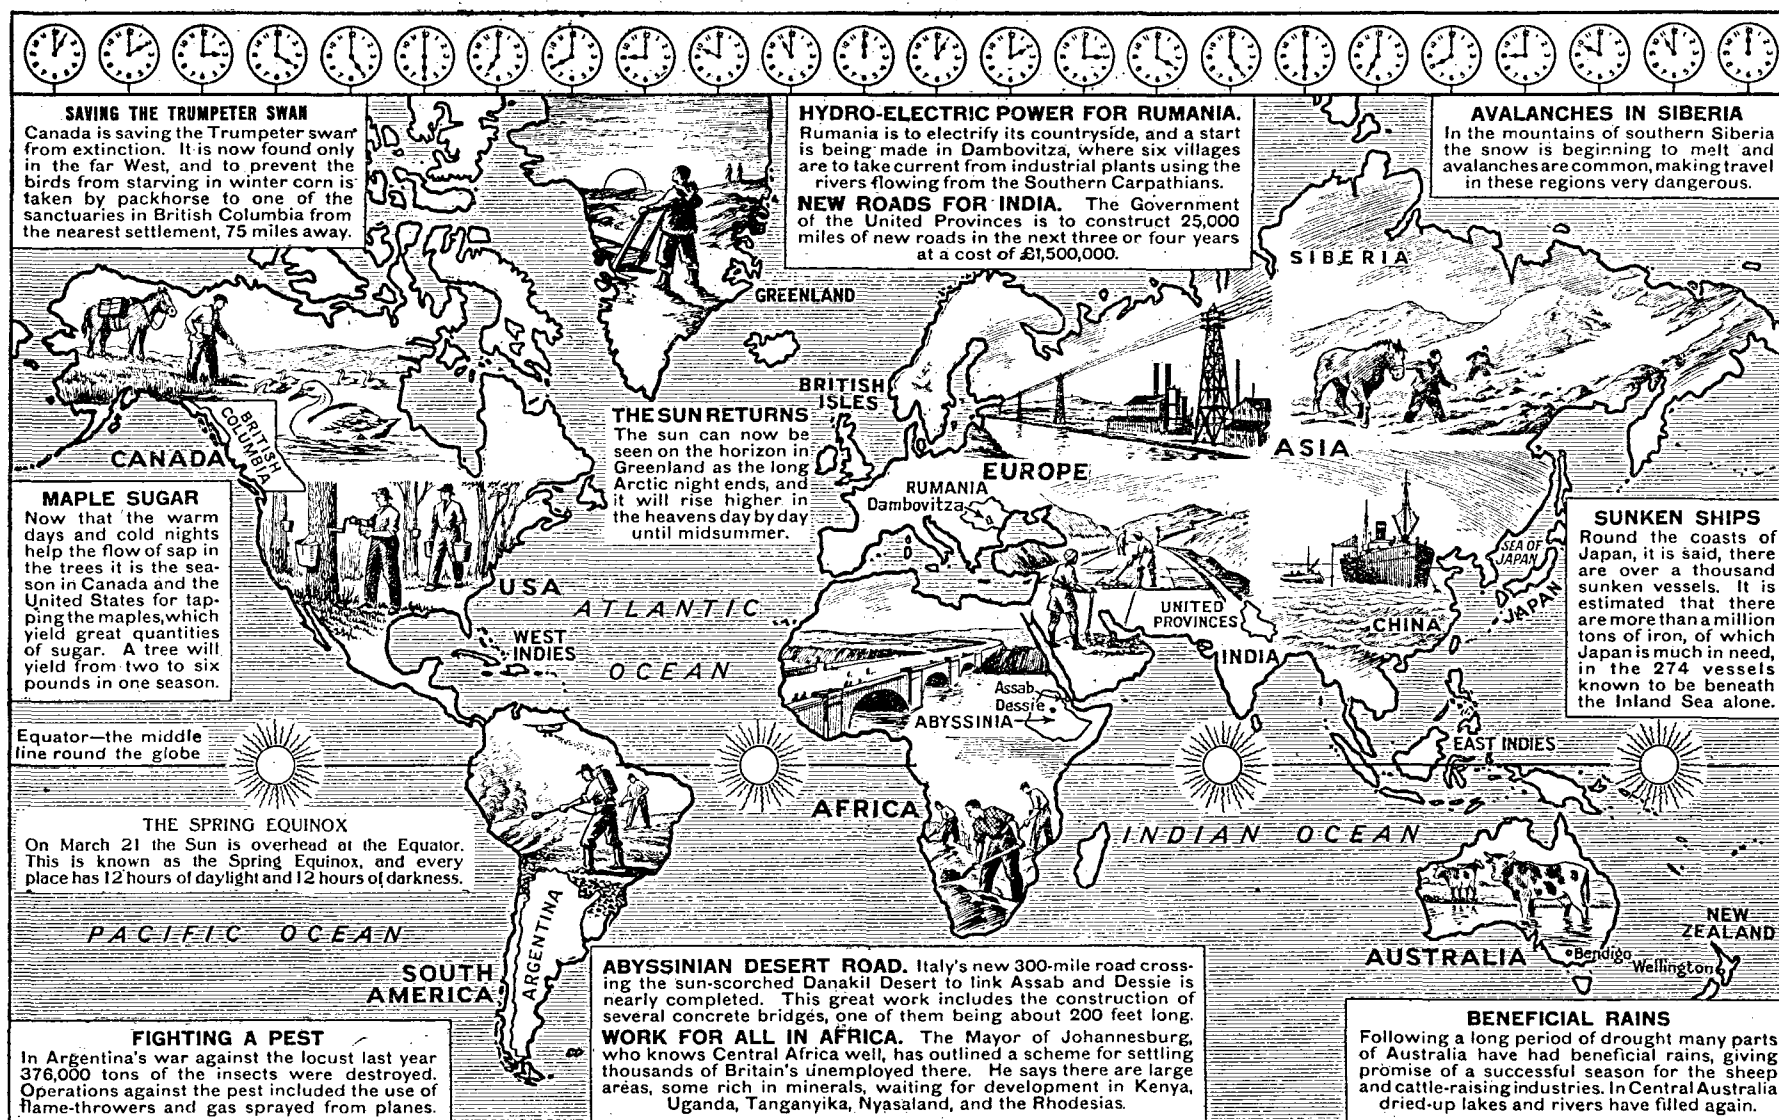 SAVING THE TRUMPETER SWAN
Canada is saving the Trumpeter swan
from extinction. It is now found only
in the far West, and to prevent the
birds from starving in winter corn is
taken by packhorse to one of the
sanctuaries in British Columbia from
the nearest settlement, 75 miles away.
HYDRO-ELECTRIC POWER FOR RUMANIA.
Rumania is to electrify its countryside, and a start
is being made in Dambovitza, where six villages
are to take current from industrial plants using the
rivers flowing from the Southern Carpathians.
NEW ROADS FOR INDIA. The Government
of the United Provinces is to construct 25,000
miles of new roads in the next three or four years
at a cost of £1,500,000.
AVALANCHES IN SIBERIA
In the mountains of southern Siberia
the snow is beginning to melt and
avalanches are common, making travel
in these regions very dangerous.
SIBERIA
GREENLAND
BRITISH
ISLES
THE SUN RETURNS
The sun can now be
seen on the horizon in
Greenland as the long
Arctic night ends, and
it will rise higher in
the heavens day by day
until midsummer.
BRITISH
COLUMBIA
CANADA
ASIA
EUROPE
RUMANIA
Dambovitza
MAPLE SUGAR
Now that the warm
days and cold nights
help the flow of sap in
the trees it is the sea-
son in Canada and the
United States for tap-
ping the maples, which
yield great quantities
of sugar. A tree will
yield from two to six
pounds in one season.
USA
ATLANTIC
OCEAN
WEST
INDIES
UNITED
PROVINCES
INDIA
CHINA
SEA OF
JAPAN
JAPAN
SUNKEN SHIPS
Round the coasts of
Japan, it is said, there
are over a thousand
sunken vessels. It is
estimated that there
are more than a million
tons of iron, of which
Japan is much in need,
in the 274 vessels
known to be beneath
the Inland Sea alone.
Assab
Dessie
ABYSSINIA
Equator—the middle
line round the globe
EAST INDIES
AFRICA
INDIAN OCEAN
THE SPRING EQUINOX
On March 21 the Sun is overhead at the Equator.
This is known as the Spring Equinox, and every
place has 12 hours of daylight and 12 hours of darkness.
PACIFIC OCEAN
SOUTH
AMERICA
ARGENTINA
AUSTRALIA
Bendigo
NEW
ZEALAND
Wellington
ABYSSINIAN DESERT ROAD. Italy's new 300-mile road cross-
ing the sun-scorched Danakil Desert to link Assab and Dessie is
nearly completed. This great work includes the construction of
several concrete bridges, one of them being about 200 feet long.
WORK FOR ALL IN AFRICA. The Mayor of Johannesburg,
who knows Central Africa well, has outlined a scheme for settling
thousands of Britain's unemployed there. He says there are large
areas, some rich in minerals, waiting for development in Kenya,
Uganda, Tanganyika, Nyasaland, and the Rhodesias.
FIGHTING A PEST
In Argentina's war against the locust last year
376,000 tons of the insects were destroyed.
Operations against the pest included the use of
flame-throwers and gas sprayed from planes.
BENEFICIAL RAINS
Following a long period of drought many parts
of Australia have had beneficial rains, giving
promise of a successful season for the sheep
and cattle-raising industries. In Central Australia
dried-up lakes and rivers have filled again.